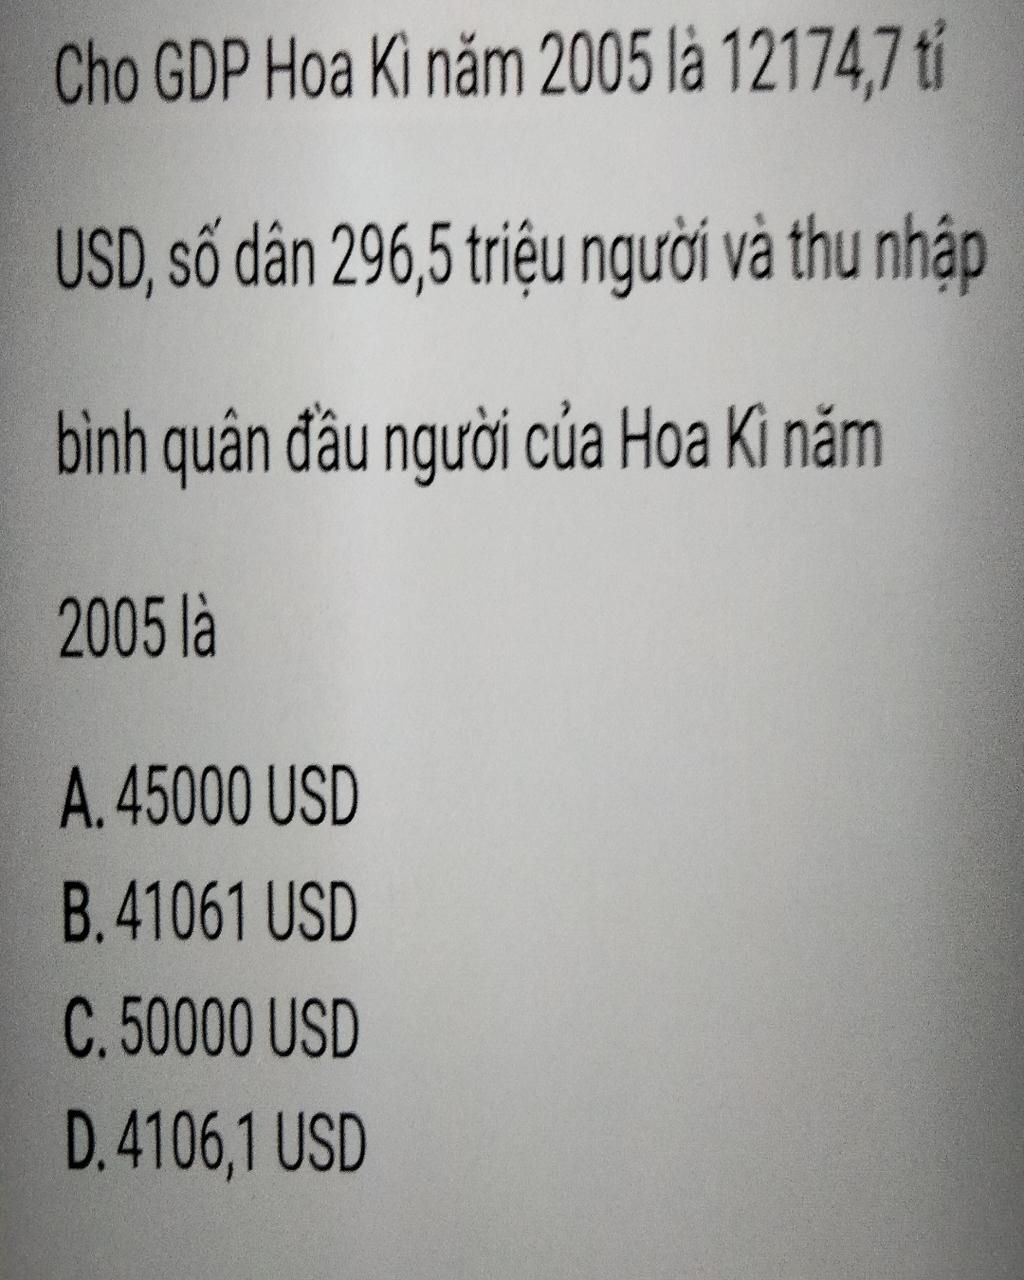 Cho GDP Hoa Kì năm 2005 là 12174,7 tỉ
USD, số dân 296,5 triệu người và thu nhập
bình quân đầu người của Hoa Kì năm
2005 là
A. 45000 USD
B. 41061 USD
C. 50000 USD
D. 4106,1 USD